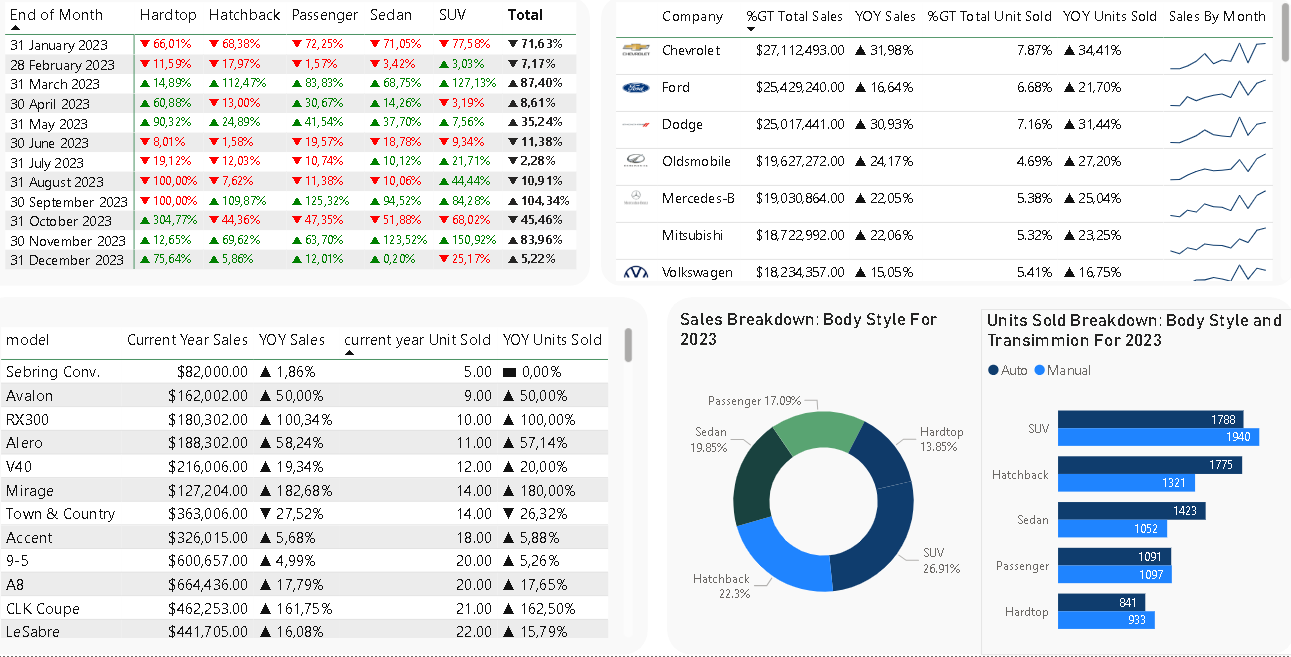 End of Month Hardtop Hatchback Passenger Sedan SUV Total
31 January 2023 ▼ 66,01% ▼ 68,38% ▼ 72,25% ▼ 71,05% ▼ 77,58% ▼ 71,63%
28 February 2023 ▼ 11,59% ▼ 17,97% ▼ 1,57% ▼ 3,42% ▲ 3,03% ▼ 7,17%
31 March 2023 ▲ 14,89% ▲ 112,47% ▲ 83,83% ▲ 68,75% ▲ 127,13% ▲ 87,40%
30 April 2023 ▲ 60,88% ▼ 13,00% ▲ 30,67% ▲ 14,26% ▼ 3,19% ▲ 8,61%
31 May 2023 ▲ 90,32% ▲ 24,89% ▲ 41,54% ▲ 37,70% ▲ 7,56% ▲ 35,24%
30 June 2023 ▼ 8,01% ▼ 1,58% ▼ 19,57% ▼ 18,78% ▼ 9,34% ▼ 11,38%
31 July 2023 ▼ 19,12% ▼ 12,03% ▼ 10,74% ▲ 10,12% ▲ 21,71% ▼ 2,28%
31 August 2023 ▼ 100,00% ▼ 7,62% ▼ 11,38% ▼ 10,06% ▲ 44,44% ▼ 10,91%
30 September 2023 ▼ 100,00% ▲ 109,87% ▲ 125,32% ▲ 94,52% ▲ 84,28% ▲ 104,34%
31 October 2023 ▲ 304,77% ▼ 44,36% ▼ 47,35% ▼ 51,88% ▼ 68,02% ▼ 45,46%
30 November 2023 ▲ 12,65% ▲ 69,62% ▲ 63,70% ▲ 123,52% ▲ 150,92% ▲ 83,96%
31 December 2023 ▲ 75,64% ▲ 5,86% ▲ 12,01% ▲ 0,20% ▼ 25,17% ▲ 5,22%
Company %GT Total Sales YOY Sales %GT Total Unit Sold YOY Units Sold Sales By Month
Chevrolet $27,112,493.00 ▲ 31,98% 7.87% ▲ 34,41%
Ford $25,429,240.00 ▲ 16,64% 6.68% ▲ 21,70%
Dodge $25,017,441.00 ▲ 30,93% 7.16% ▲ 31,44%
Oldsmobile $19,627,272.00 ▲ 24,17% 4.69% ▲ 27,20%
Mercedes-B $19,030,864.00 ▲ 22,05% 5.38% ▲ 25,04%
Mitsubishi $18,722,992.00 ▲ 22,06% 5.32% ▲ 23,25%
Volkswagen $18,234,357.00 ▲ 15,05% 5.41% ▲ 16,75%
model Current Year Sales YOY Sales current year Unit Sold YOY Units Sold
Sebring Conv. $82,000.00 ▲ 1,86% 5.00 ■ 0,00%
Avalon $162,002.00 ▲ 50,00% 9.00 ▲ 50,00%
RX300 $180,302.00 ▲ 100,34% 10.00 ▲ 100,00%
Alero $188,302.00 ▲ 58,24% 11.00 ▲ 57,14%
V40 $216,006.00 ▲ 19,34% 12.00 ▲ 20,00%
Mirage $127,204.00 ▲ 182,68% 14.00 ▲ 180,00%
Town & Country $363,006.00 ▼ 27,52% 14.00 ▼ 26,32%
Accent $326,015.00 ▲ 5,68% 18.00 ▲ 5,88%
9-5 $600,657.00 ▲ 4,99% 20.00 ▲ 5,26%
A8 $664,436.00 ▲ 17,79% 20.00 ▲ 17,65%
CLK Coupe $462,253.00 ▲ 161,75% 21.00 ▲ 162,50%
LeSabre $441,705.00 ▲ 16,08% 22.00 ▲ 15,79%
Sales Breakdown: Body Style For
2023
Passenger 17.09%
Sedan
19.85%
Hardtop
13.85%
SUV
26.91%
Hatchback
22.3%
Units Sold Breakdown: Body Style and
Transimmion For 2023
Auto Manual
SUV 1788
1940
Hatchback 1775
1321
Sedan 1423
1052
Passenger 1091
1097
Hardtop 841
933